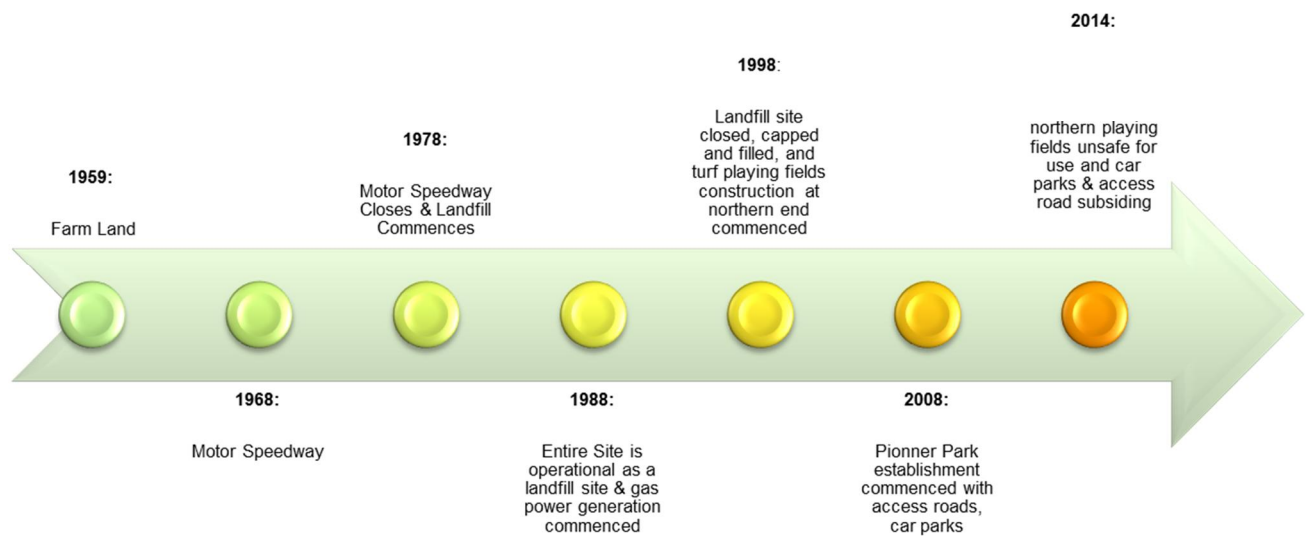 1959:
Farm Land
1968:
Motor Speedway
1978:
Motor Speedway
Closes & Landfill
Commences
1988:
Entire Site is
operational as a
landfill site & gas
power generation
commenced
1998:
Landfill site
closed, capped
and filled, and
turf playing fields
construction at
northern end
commenced
2008:
Pionner Park
establishment
commenced with
access roads,
car parks
2014:
northern playing
fields unsafe for
use and car
parks & access
road subsiding